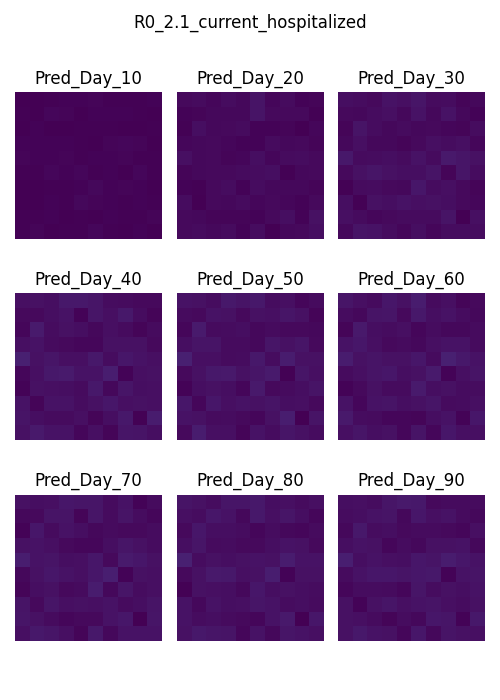 R0_2.1_current_hospitalized
Pred_Day_10 Pred_Day_20 Pred_Day_30
Pred_Day_40 Pred_Day_50 Pred_Day_60
Pred_Day_70 Pred_Day_80 Pred_Day_90